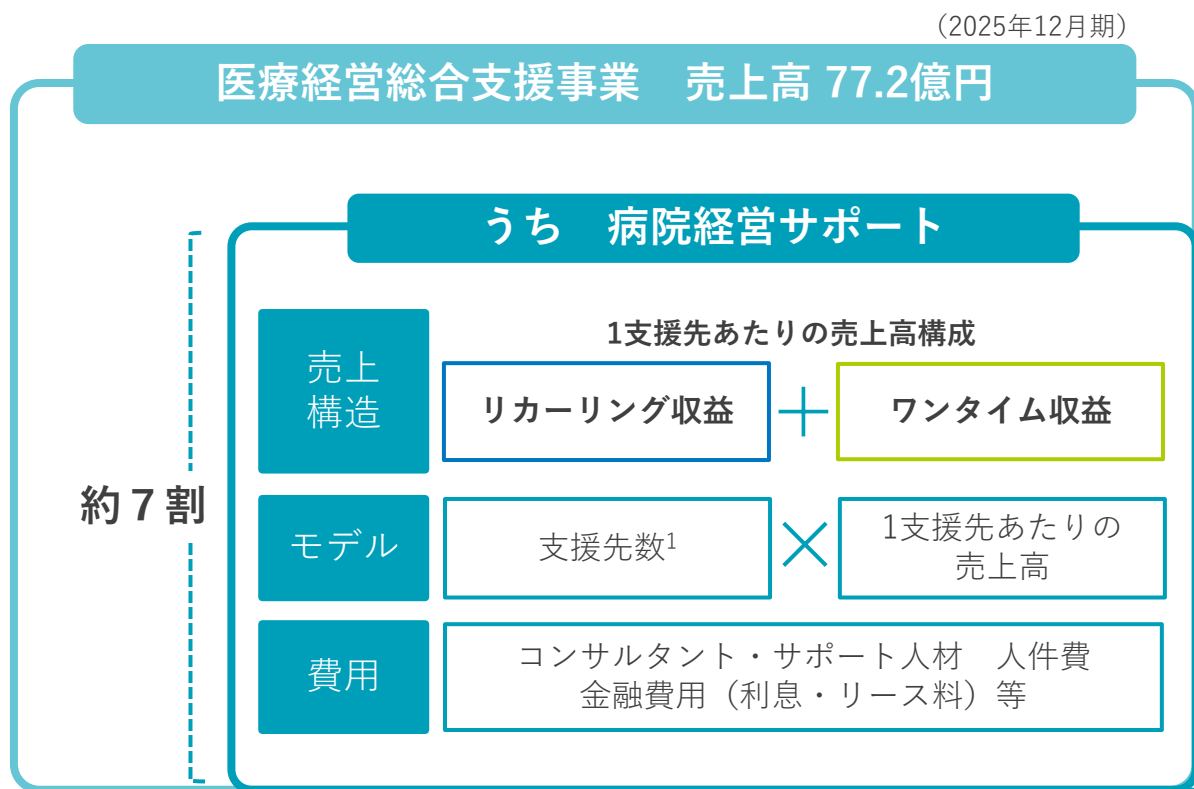 （2025年12月期）
医療経営総合支援事業　売上高 77.2億円
うち　病院経営サポート
1支援先あたりの売上高構成
売上
構造
リカーリング収益
＋
ワンタイム収益
約７割
モデル
支援先数1
×
1支援先あたりの
売上高
費用
コンサルタント・サポート人材　人件費
金融費用（利息・リース料）等